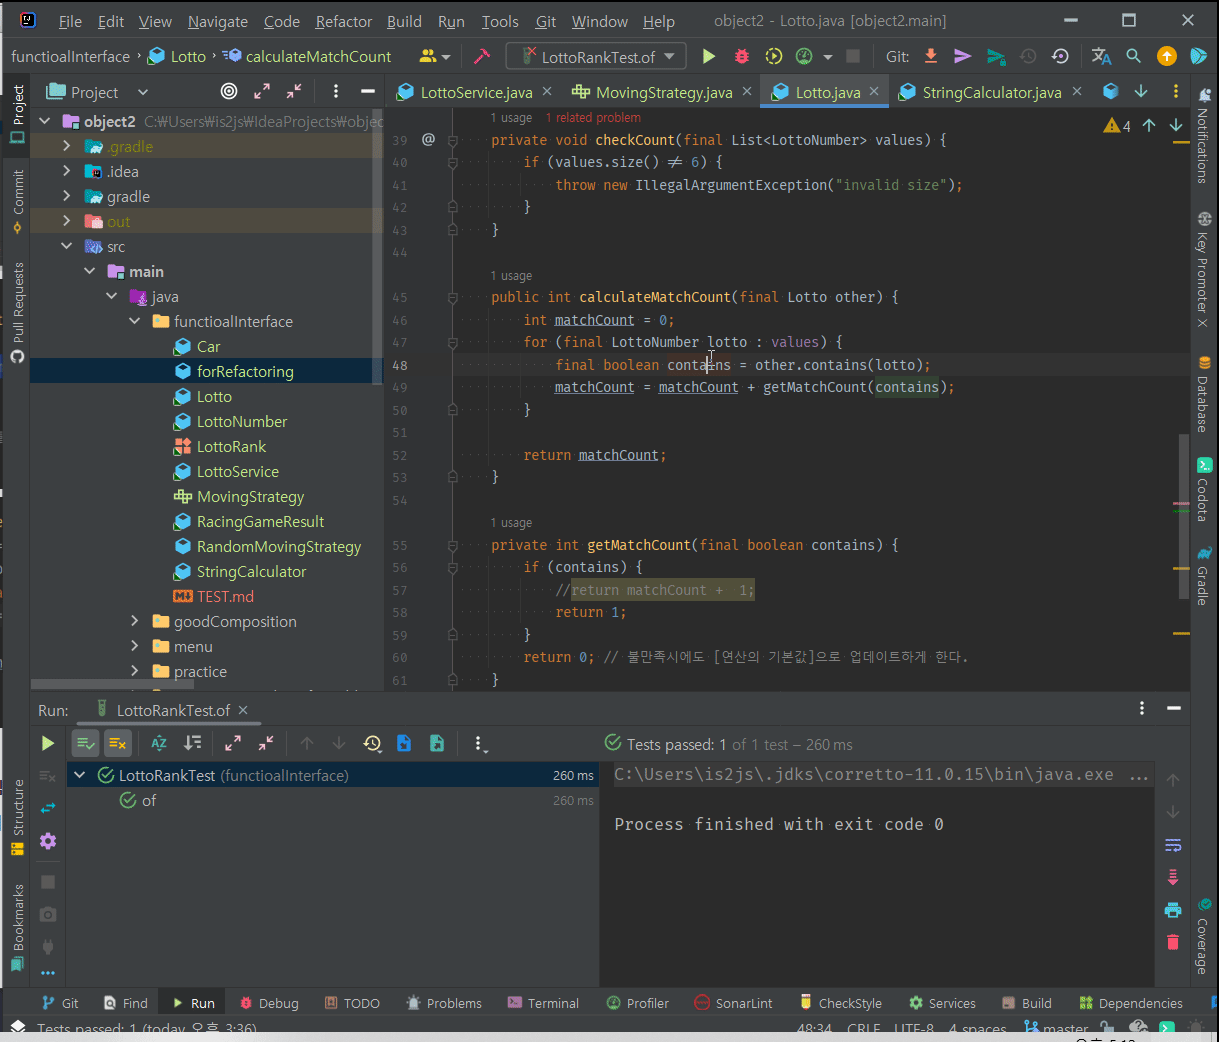 File Edit View Navigate Code Refactor Build Run Tools Git Window Help object2 - Lotto.java [object2.main]
functioalInterface Lotto calculateMatchCount LottoRankTest.of Git:
Project LottoService.java MovingStrategy.java Lotto.java StringCalculator.java
object2 C:￦Users￦is2js￦IdeaProjects￦objec
.gradle
.idea
gradle
out
src
main
java
functioalInterface
Car
forRefactoring
Lotto
LottoNumber
LottoRank
LottoService
MovingStrategy
RacingGameResult
RandomMovingStrategy
StringCalculator
TEST.md
goodComposition
menu
practice
1 usage 1 related problem
4
39 @ private void checkCount(final List<LottoNumber> values) {
40 if (values.size() ≠ 6) {
41 throw new IllegalArgumentException("invalid size");
42 }
43 }
44
1 usage
45 public int calculateMatchCount(final Lotto other) {
46 int matchCount = 0;
47 for (final LottoNumber lotto : values) {
48 final boolean contains = other.contains(lotto);
49 matchCount = matchCount + getMatchCount(contains);
50 }
51
52 return matchCount;
53 }
54
1 usage
55 private int getMatchCount(final boolean contains) {
56 if (contains) {
57 //return matchCount + 1;
58 return 1;
59 }
60 return 0; // 불만족시에도 [연산의 기본값]으로 업데이트하게 한다.
61 }
Project
Commit
Pull Requests
Structure
Bookmarks
Notifications
Key Promoter X
Database
Codota
Gradle
Coverage
Run: LottoRankTest.of
Tests passed: 1 of 1 test – 260 ms
LottoRankTest (functioalInterface) 260 ms
of 260 ms
C:\Users\is2js\.jdks\corretto-11.0.15\bin\java.exe ...
Process finished with exit code 0
Git Find Run Debug TODO Problems Terminal Profiler SonarLint CheckStyle Services Build Dependencies
Tests passed: 1 (today 오후 3:36) 48:34 CRLF UTF-8 4 spaces master